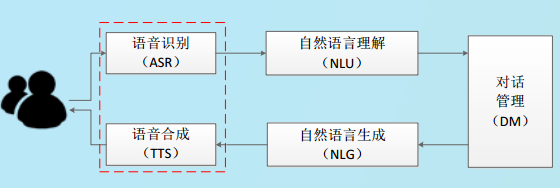 语音识别
（ASR）
自然语言理解
（NLU）
对话
管理
（DM）
语音合成
（TTS）
自然语言生成
（NLG）